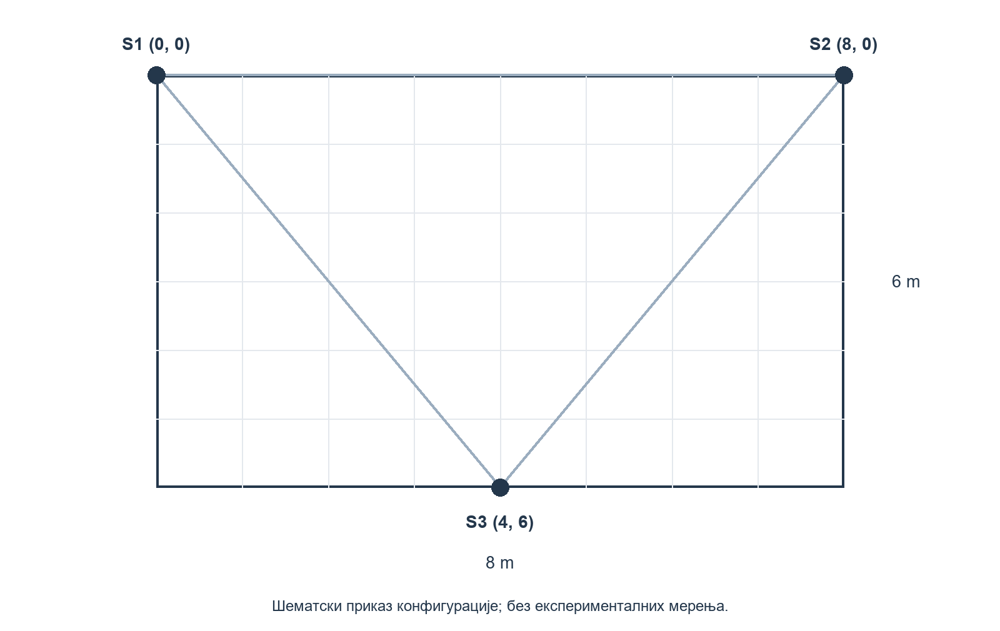 S1 (0, 0)
S2 (8, 0)
6 m
S3 (4, 6)
8 m
Шематски приказ конфигурације; без експерименталних мерења.